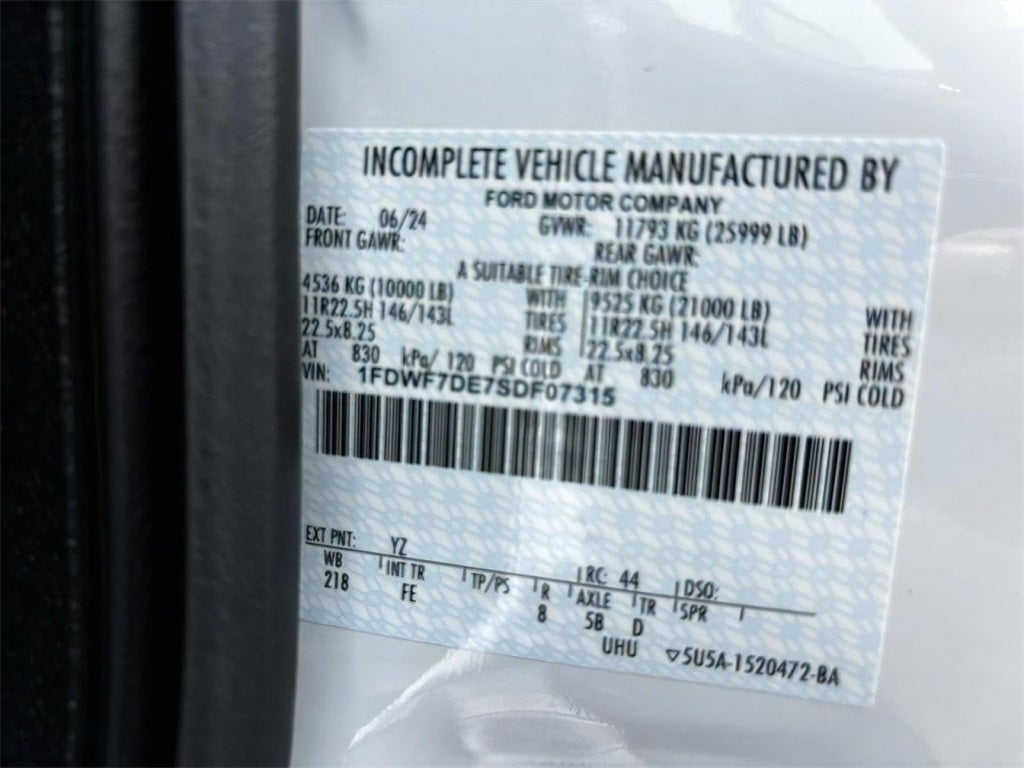 INCOMPLETE VEHICLE MANUFACTURED BY
FORD MOTOR COMPANY
DATE: 06/24 GVWR: 11793 KG (25999 LB)
FRONT GAWR: REAR GAWR:
A SUITABLE TIRE-RIM CHOICE
4536 KG (10000 LB) WITH 9525 KG (21000 LB) WITH
11R22.5H 146/143L TIRES 11R22.5H 146/143L TIRES
22.5x8.25 RIMS 22.5x8.25 RIMS
AT 830 kPa/ 120 PSI COLD AT 830 kPa/120 PSI COLD
VIN: 1FDWF7DE7SDF07315
EXT PNT: YZ RC: 44 DSO:
WB INT TR TP/PS R AXLE TR SPR
218 FE 8 5B D
UHU ▽5U5A-1520472-BA